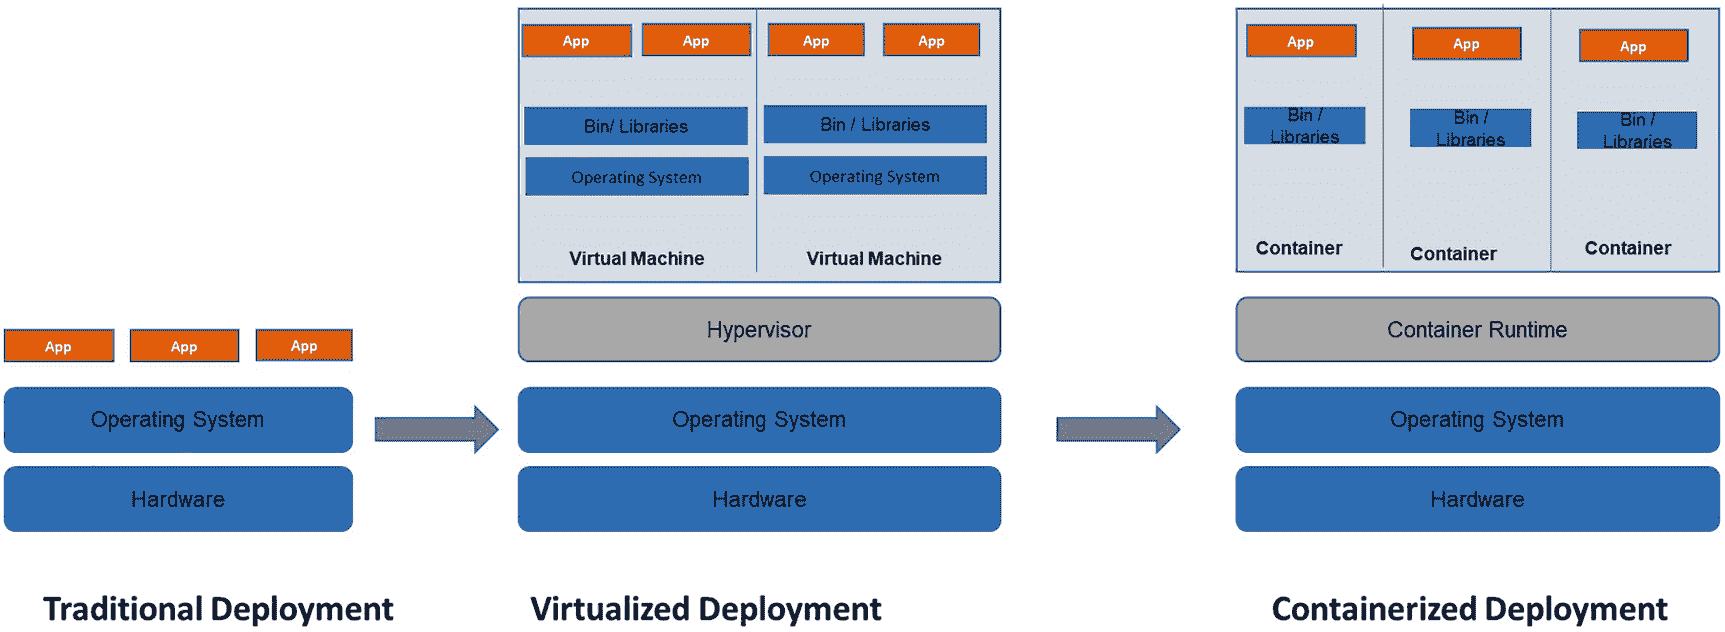 App
App
App
Operating System
Hardware
Traditional Deployment
App
App
App
App
Bin/ Libraries
Bin / Libraries
Operating System
Operating System
Virtual Machine
Virtual Machine
Hypervisor
Operating System
Hardware
Virtualized Deployment
App
App
App
Bin /
Libraries
Bin /
Libraries
Bin /
Libraries
Container
Container
Container
Container Runtime
Operating System
Hardware
Containerized Deployment